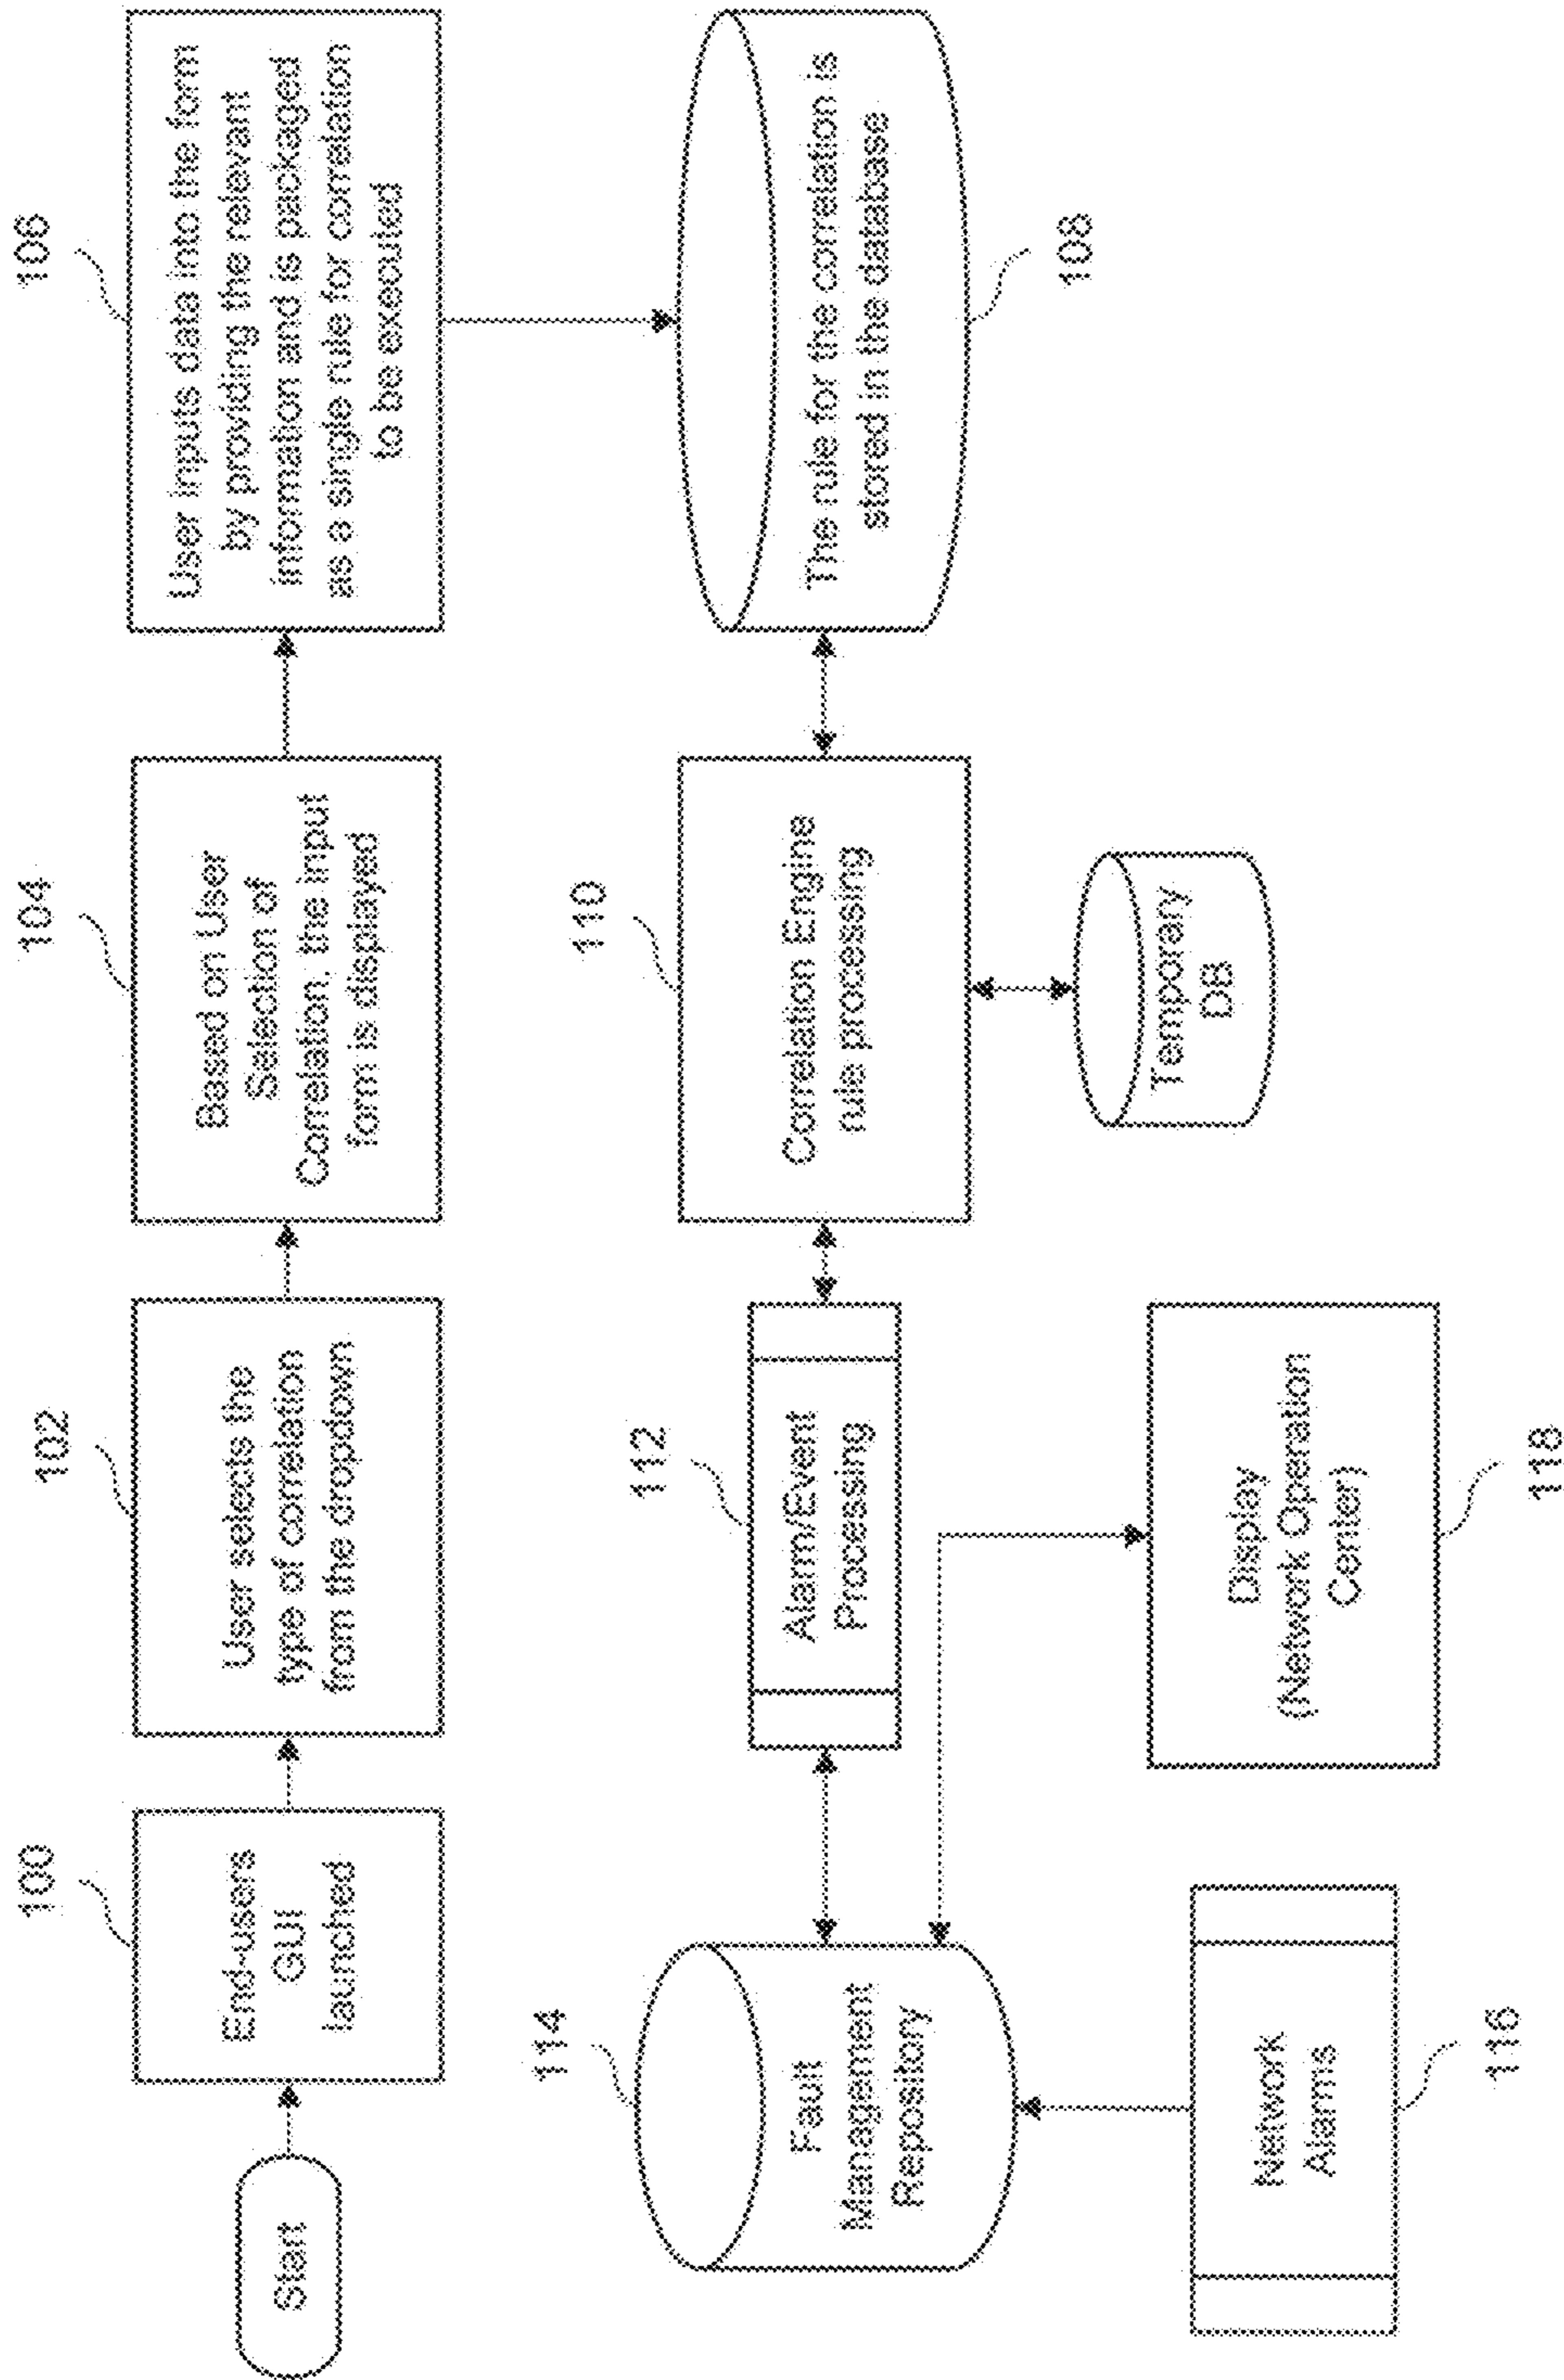 100
102
104
106
Start
End-users
GUI
launched
User selects the
type of correlation
from the dropdown
Based on User
Selection of
Correlation, the Input
form is displayed
User inputs data into the form
by providing the relevant
information and is packaged
as a single rule for correlation
to be executed
114
112
110
Fault
Management
Repository
Alarm/Event
Processing
Correlation Engine
rule processing
The rule for the correlation is
stored in the database
108
Temporary
DB
Network
Alarms
116
Display
(Network Operation
Center)
118